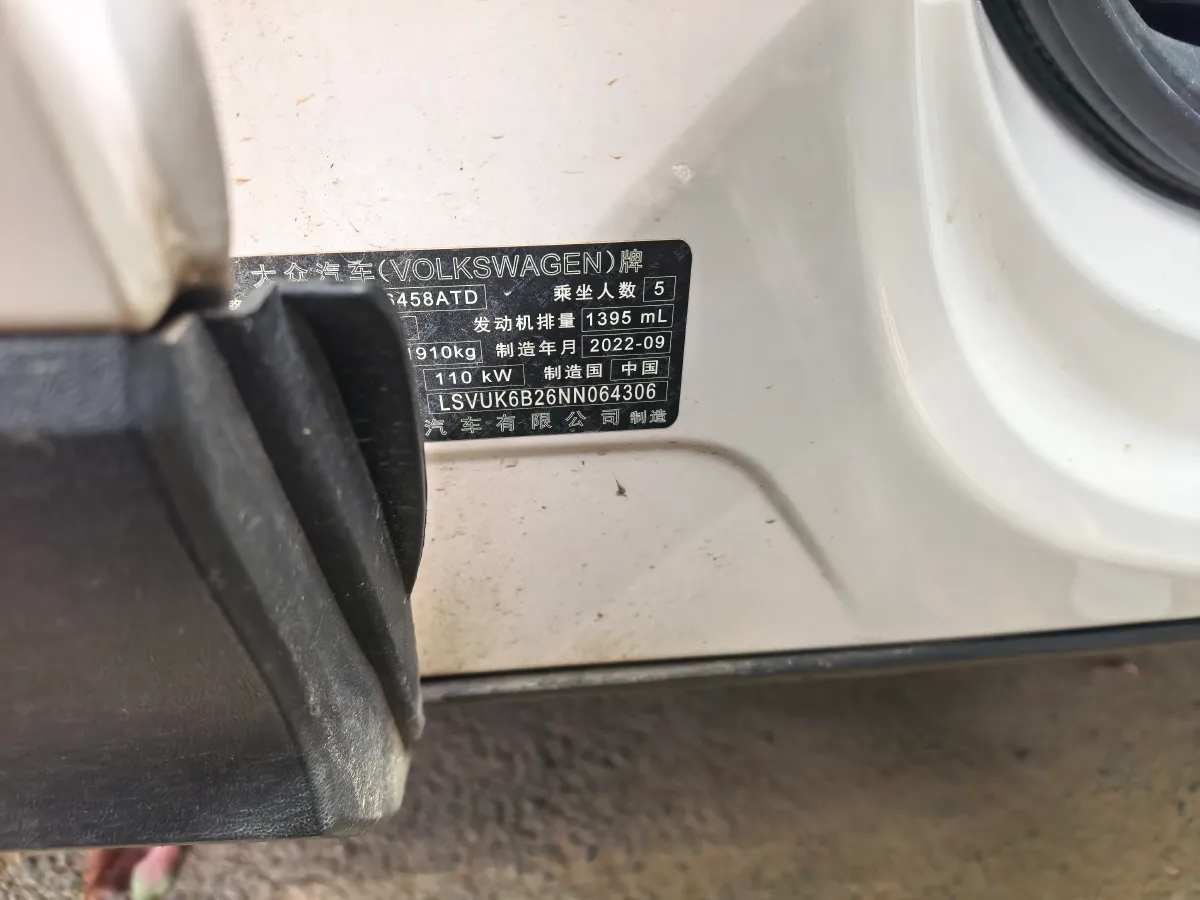 大众汽车(VOLKSWAGEN)牌
6458ATD 乘坐人数 5
发动机排量 1395 mL
1910kg 制造年月 2022-09
110 kW 制造国 中国
LSVUK6B26NN064306
汽车有限公司 制造